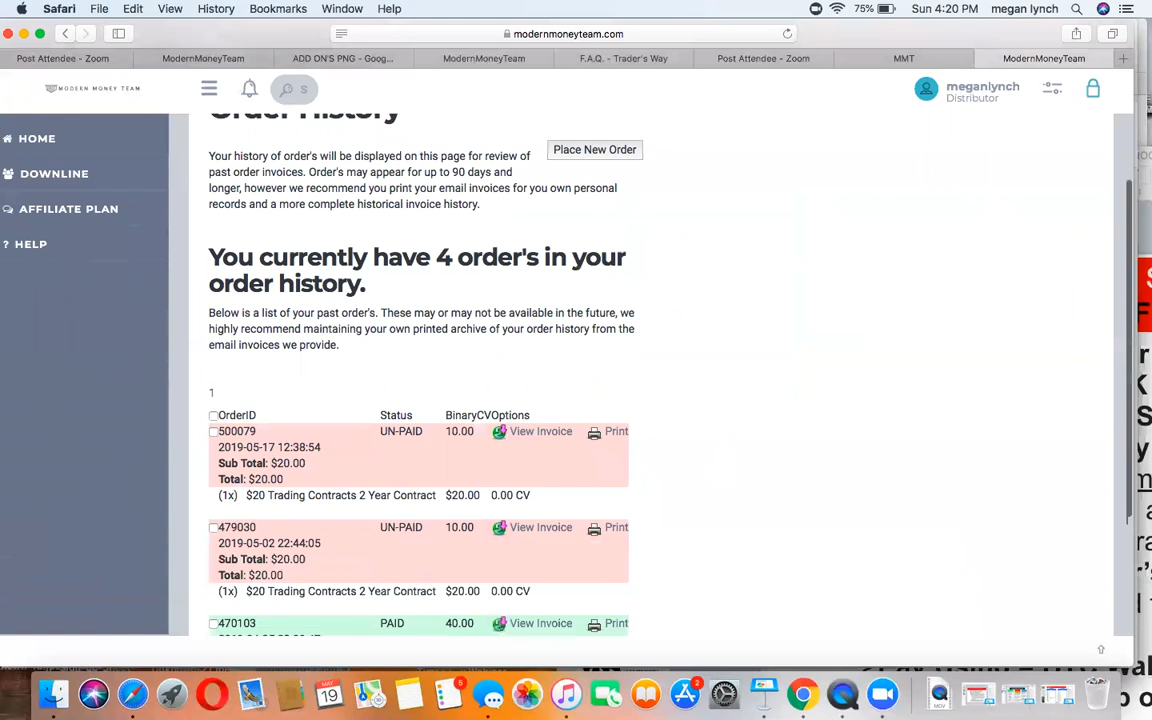 Safari File Edit View History Bookmarks Window Help 75% Sun 4:20 PM megan lynch
modernmoneyteam.com
Post Attendee - Zoom ModernMoneyTeam ADD ON'S PNG - Goog... ModernMoneyTeam F.A.Q. - Trader's Way Post Attendee - Zoom MMT ModernMoneyTeam
MODERN MONEY TEAM S meganlynch
Distributor
Order History
HOME
DOWNLINE
AFFILIATE PLAN
? HELP
Place New Order
Your history of order's will be displayed on this page for review of
past order invoices. Order's may appear for up to 90 days and
longer, however we recommend you print your email invoices for you own personal
records and a more complete historical invoice history.
You currently have 4 order's in your
order history.
Below is a list of your past order's. These may or may not be available in the future, we
highly recommend maintaining your own printed archive of your order history from the
email invoices we provide.
1
OrderID Status BinaryCVOptions
500079 UN-PAID 10.00 View Invoice Print
2019-05-17 12:38:54
Sub Total: $20.00
Total: $20.00
(1x) $20 Trading Contracts 2 Year Contract $20.00 0.00 CV
479030 UN-PAID 10.00 View Invoice Print
2019-05-02 22:44:05
Sub Total: $20.00
Total: $20.00
(1x) $20 Trading Contracts 2 Year Contract $20.00 0.00 CV
470103 PAID 40.00 View Invoice Print
MAY
19
5
2
MOV